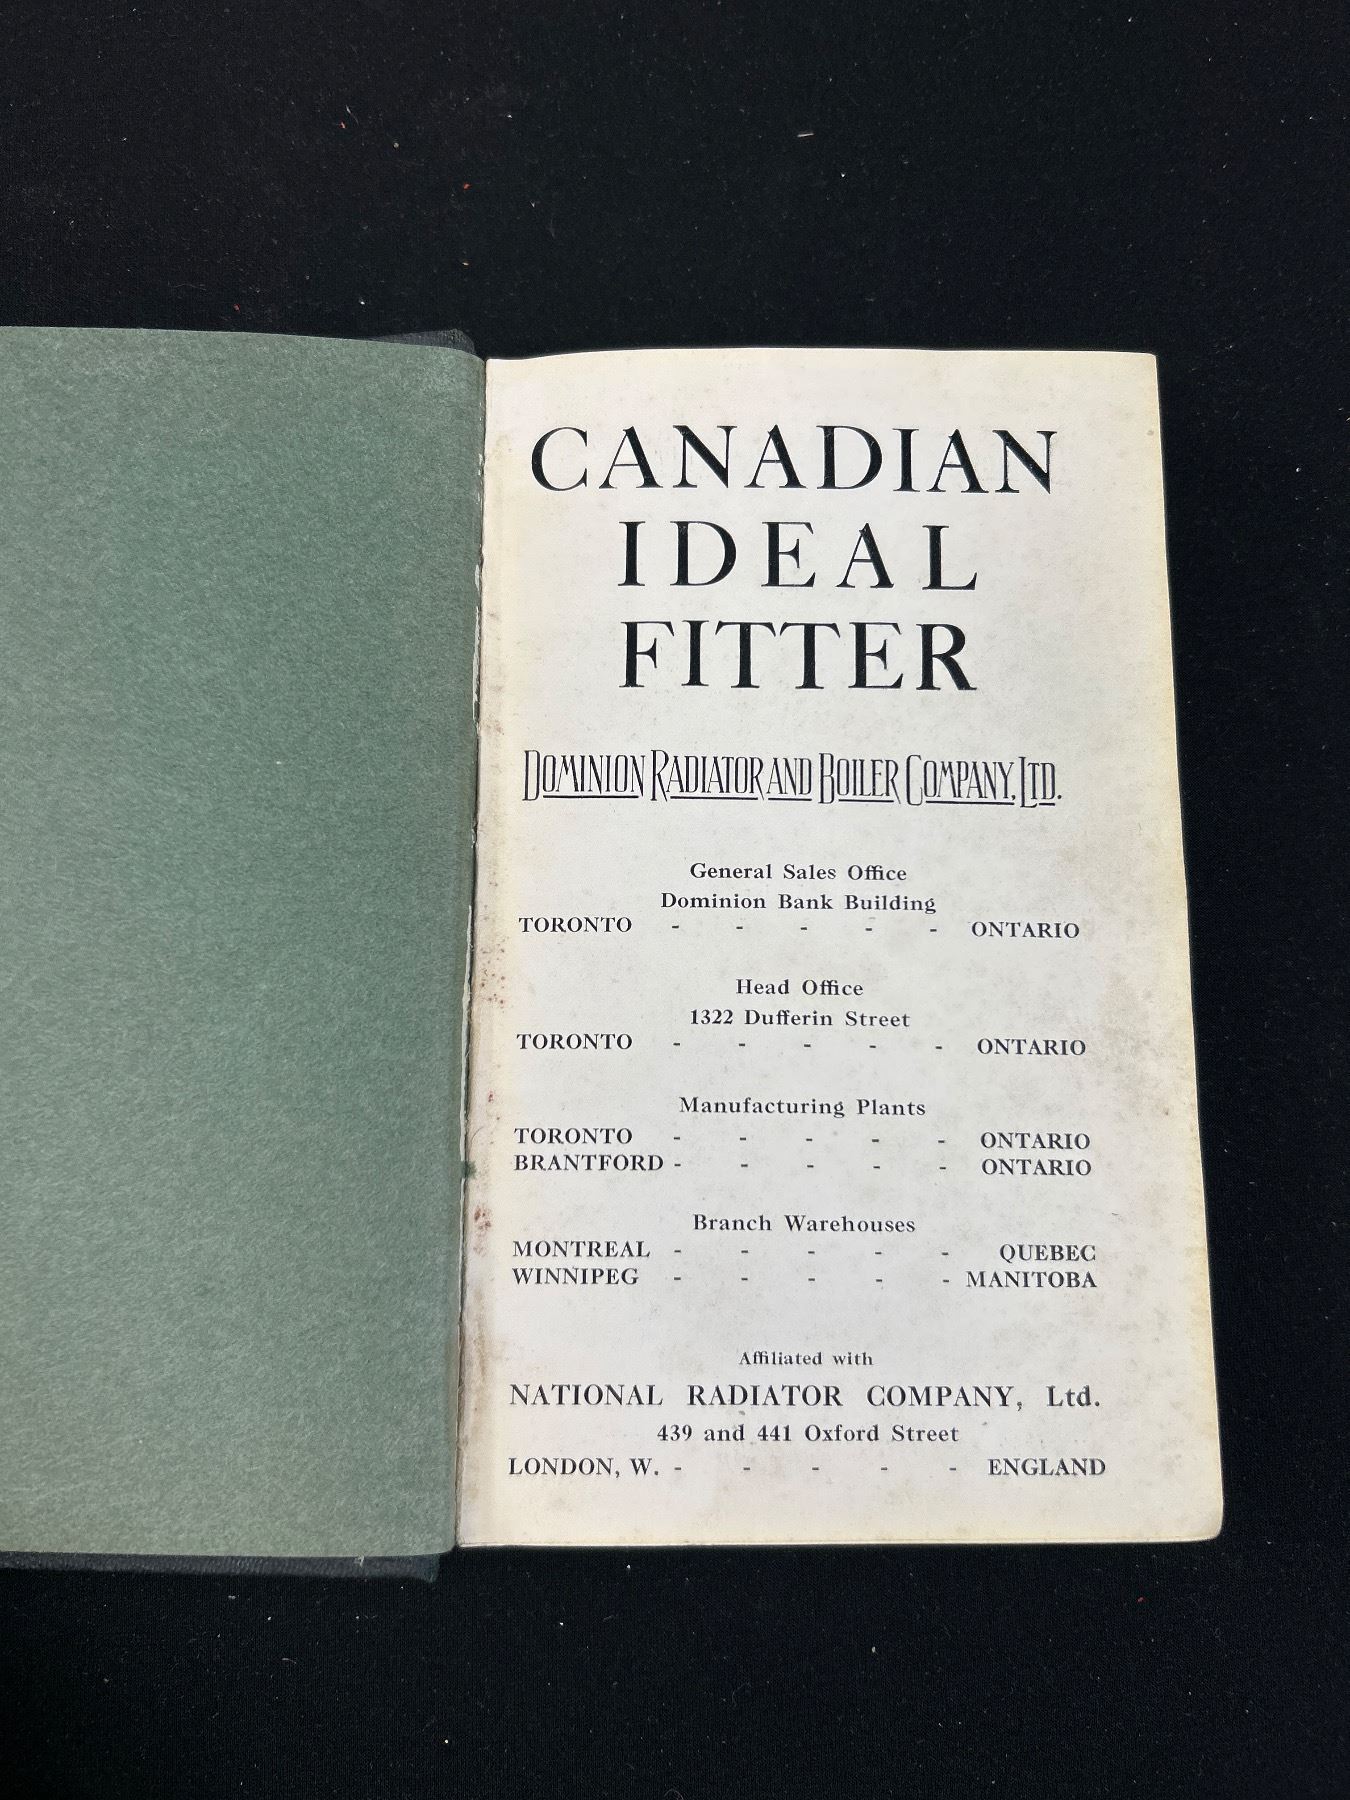 CANADIAN
IDEAL
FITTER
DOMINION RADIATOR AND BOILER COMPANY, LTD.
General Sales Office
Dominion Bank Building
TORONTO - - - - - ONTARIO
Head Office
1322 Dufferin Street
TORONTO - - - - - ONTARIO
Manufacturing Plants
TORONTO - - - - - ONTARIO
BRANTFORD - - - - - ONTARIO
Branch Warehouses
MONTREAL - - - - - QUEBEC
WINNIPEG - - - - - MANITOBA
Affiliated with
NATIONAL RADIATOR COMPANY, Ltd.
439 and 441 Oxford Street
LONDON, W. - - - - - ENGLAND